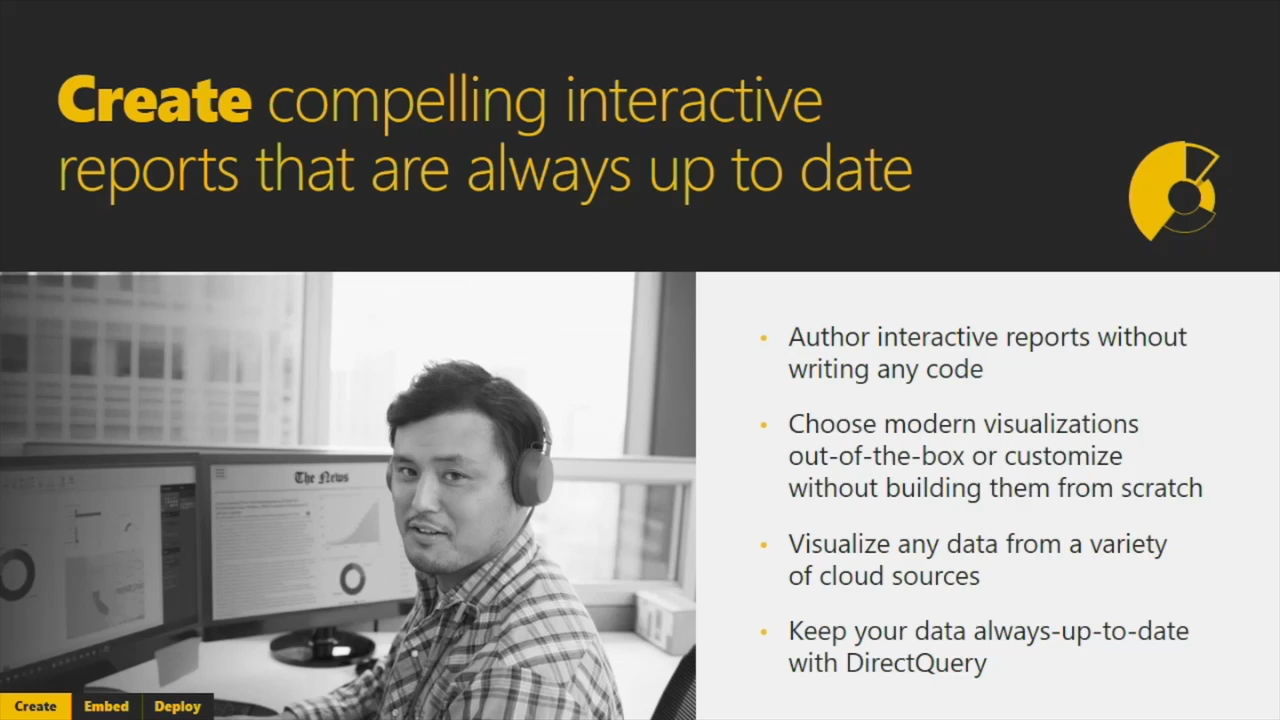 Create compelling interactive
reports that are always up to date
The News
• Author interactive reports without
writing any code
• Choose modern visualizations
out-of-the-box or customize
without building them from scratch
• Visualize any data from a variety
of cloud sources
• Keep your data always-up-to-date
with DirectQuery
Create Embed Deploy